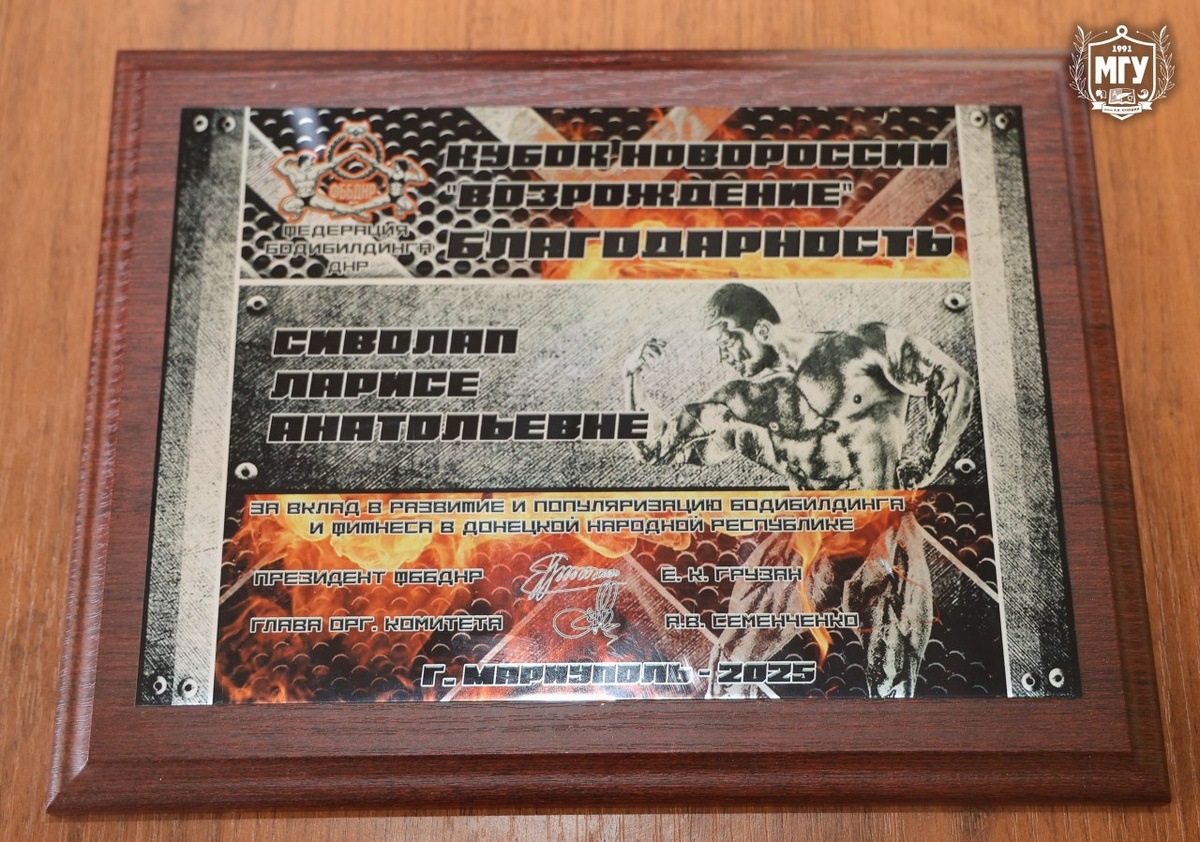 1991
МГУ
КУБОК НОВОРОССИИ
"ВОЗРОЖДЕНИЕ"
БЛАГОДАРНОСТЬ
ФББДНР
ФЕДЕРАЦИЯ
БОДИБИЛДИНГА
ДНР
СИВОЛАП
ЛАРИСЕ
АНАТОЛЬЕВНЕ
ЗА ВКЛАД В РАЗВИТИЕ И ПОПУЛЯРИЗАЦИЮ БОДИБИЛДИНГА
И ФИТНЕСА В ДОНЕЦКОЙ НАРОДНОЙ РЕСПУБЛИКЕ
ПРЕЗИДЕНТ ФББДНР Е. К. ГРУЗАН
ГЛАВА ОРГ. КОМИТЕТА А.В. СЕМЕНЧЕНКО
Г. МАРИУПОЛЬ - 2025